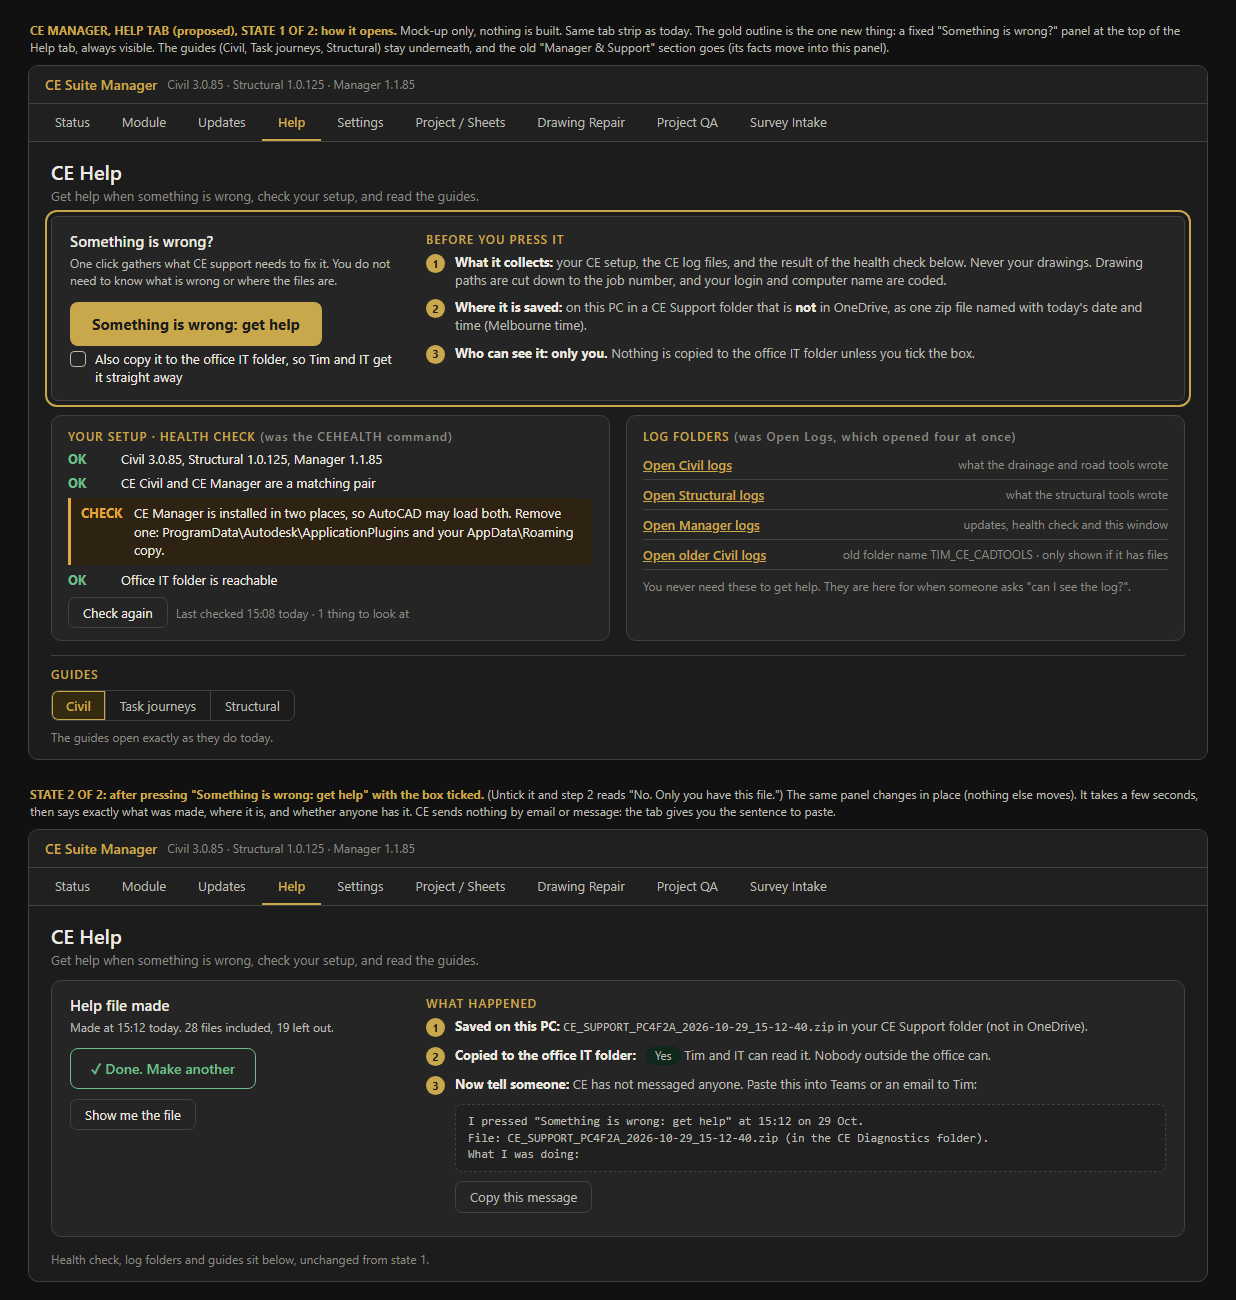 CE MANAGER, HELP TAB (proposed), STATE 1 OF 2: how it opens. Mock-up only, nothing is built. Same tab strip as today. The gold outline is the one new thing: a fixed "Something is wrong?" panel at the top of the
Help tab, always visible. The guides (Civil, Task journeys, Structural) stay underneath, and the old "Manager & Support" section goes (its facts move into this panel).
CE Suite Manager Civil 3.0.85 · Structural 1.0.125 · Manager 1.1.85
Status Module Updates Help Settings Project / Sheets Drawing Repair Project QA Survey Intake
CE Help
Get help when something is wrong, check your setup, and read the guides.
Something is wrong?
One click gathers what CE support needs to fix it. You do not
need to know what is wrong or where the files are.
Something is wrong: get help
Also copy it to the office IT folder, so Tim and IT get
it straight away
BEFORE YOU PRESS IT
1 What it collects: your CE setup, the CE log files, and the result of the health check below. Never your drawings. Drawing
paths are cut down to the job number, and your login and computer name are coded.
2 Where it is saved: on this PC in a CE Support folder that is not in OneDrive, as one zip file named with today's date and
time (Melbourne time).
3 Who can see it: only you. Nothing is copied to the office IT folder unless you tick the box.
YOUR SETUP · HEALTH CHECK (was the CEHEALTH command)
OK Civil 3.0.85, Structural 1.0.125, Manager 1.1.85
OK CE Civil and CE Manager are a matching pair
CHECK CE Manager is installed in two places, so AutoCAD may load both. Remove
one: ProgramData\Autodesk\ApplicationPlugins and your AppData\Roaming
copy.
OK Office IT folder is reachable
Check again Last checked 15:08 today · 1 thing to look at
LOG FOLDERS (was Open Logs, which opened four at once)
Open Civil logs what the drainage and road tools wrote
Open Structural logs what the structural tools wrote
Open Manager logs updates, health check and this window
Open older Civil logs old folder name TIM_CE_CADTOOLS · only shown if it has files
You never need these to get help. They are here for when someone asks "can I see the log?".
GUIDES
Civil Task journeys Structural
The guides open exactly as they do today.
STATE 2 OF 2: after pressing "Something is wrong: get help" with the box ticked. (Untick it and step 2 reads "No. Only you have this file.") The same panel changes in place (nothing else moves). It takes a few seconds,
then says exactly what was made, where it is, and whether anyone has it. CE sends nothing by email or message: the tab gives you the sentence to paste.
CE Suite Manager Civil 3.0.85 · Structural 1.0.125 · Manager 1.1.85
Status Module Updates Help Settings Project / Sheets Drawing Repair Project QA Survey Intake
CE Help
Get help when something is wrong, check your setup, and read the guides.
Help file made
Made at 15:12 today. 28 files included, 19 left out.
✓ Done. Make another
Show me the file
WHAT HAPPENED
1 Saved on this PC: CE_SUPPORT_PC4F2A_2026-10-29_15-12-40.zip in your CE Support folder (not in OneDrive).
2 Copied to the office IT folder: Yes Tim and IT can read it. Nobody outside the office can.
3 Now tell someone: CE has not messaged anyone. Paste this into Teams or an email to Tim:
I pressed "Something is wrong: get help" at 15:12 on 29 Oct.
File: CE_SUPPORT_PC4F2A_2026-10-29_15-12-40.zip (in the CE Diagnostics folder).
What I was doing:
Copy this message
Health check, log folders and guides sit below, unchanged from state 1.